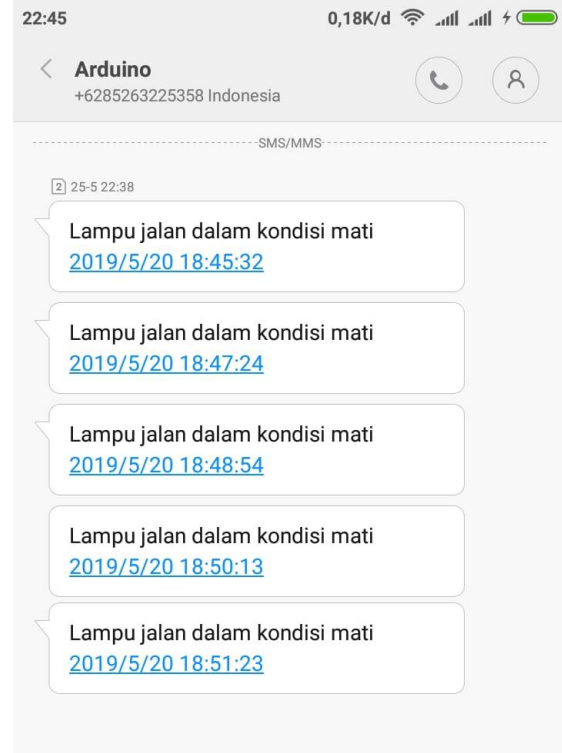 22:45 0,18K/d
Arduino
+6285263225358 Indonesia
SMS/MMS
2 25-5 22:38
Lampu jalan dalam kondisi mati
2019/5/20 18:45:32
Lampu jalan dalam kondisi mati
2019/5/20 18:47:24
Lampu jalan dalam kondisi mati
2019/5/20 18:48:54
Lampu jalan dalam kondisi mati
2019/5/20 18:50:13
Lampu jalan dalam kondisi mati
2019/5/20 18:51:23